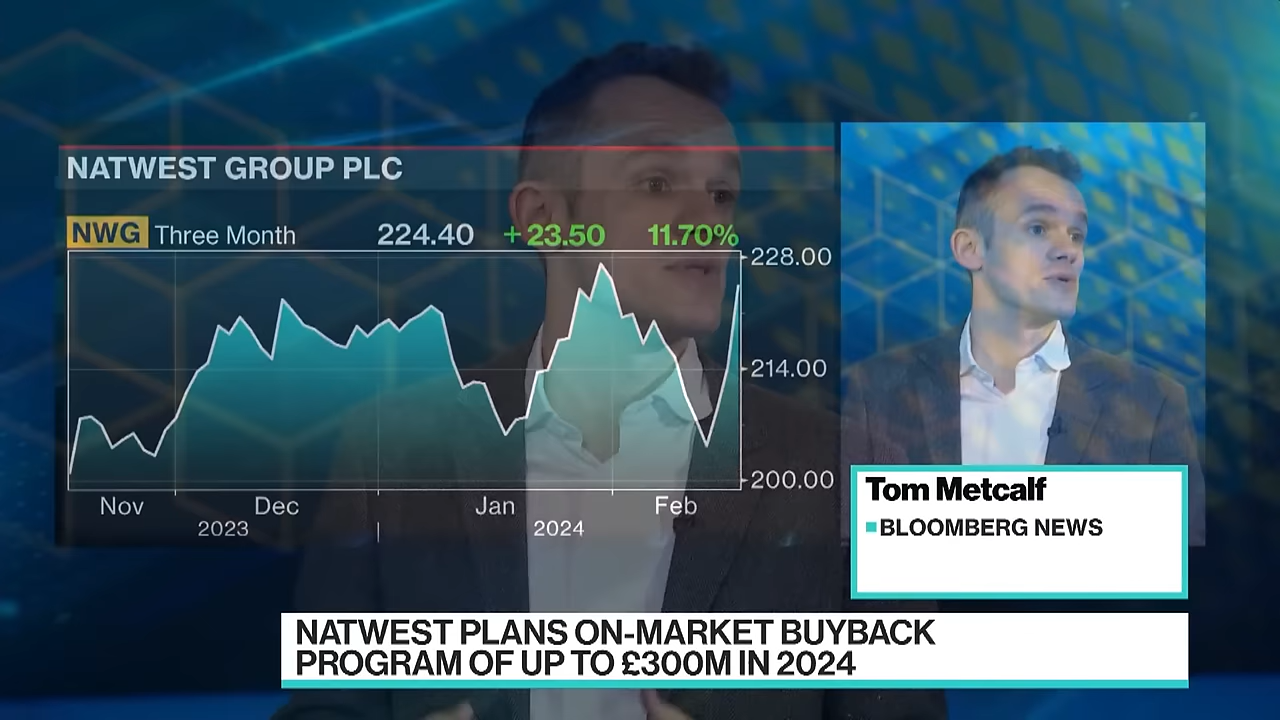 NATWEST GROUP PLC
NWG Three Month 224.40 +23.50 11.70%
228.00
214.00
200.00
Nov Dec Jan Feb
2023 2024
Tom Metcalf
BLOOMBERG NEWS
NATWEST PLANS ON-MARKET BUYBACK
PROGRAM OF UP TO £300M IN 2024